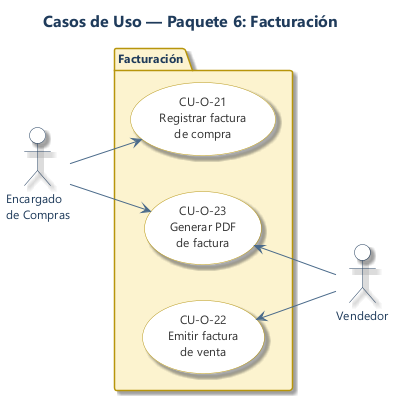 Casos de Uso — Paquete 6: Facturación
Facturación
CU-O-21
Registrar factura
de compra
Encargado
de Compras
CU-O-23
Generar PDF
de factura
Vendedor
CU-O-22
Emitir factura
de venta